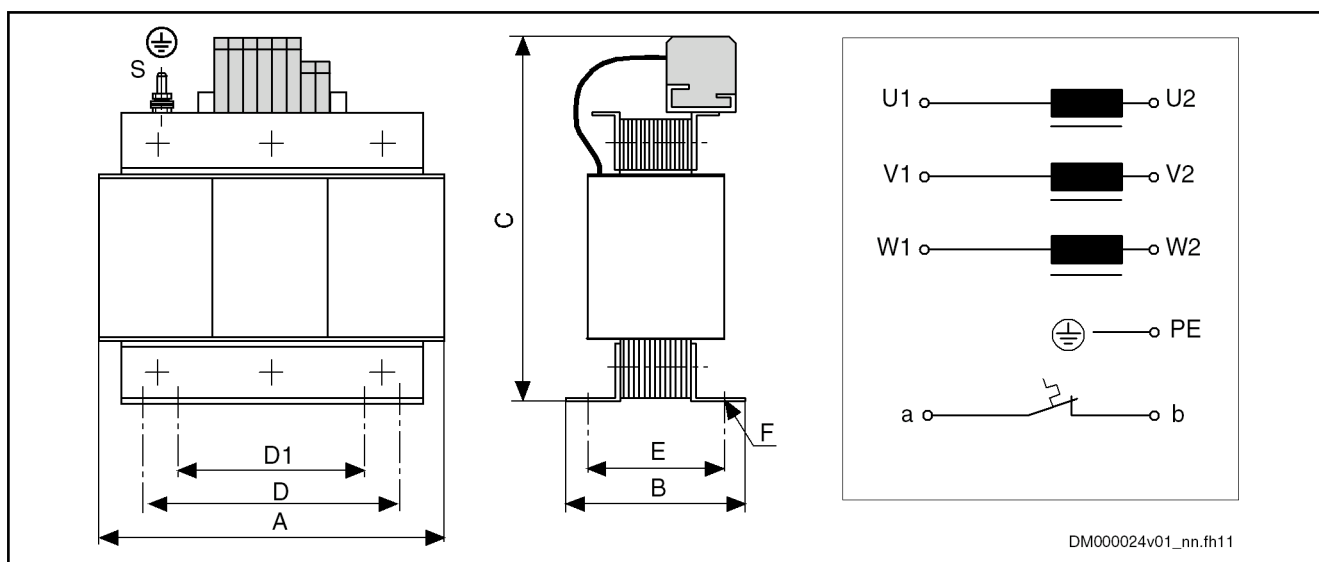 S
D1
D
A
C
E
B
F
U1 U2
V1 V2
W1 W2
PE
a b
DM000024v01_nn.fh11